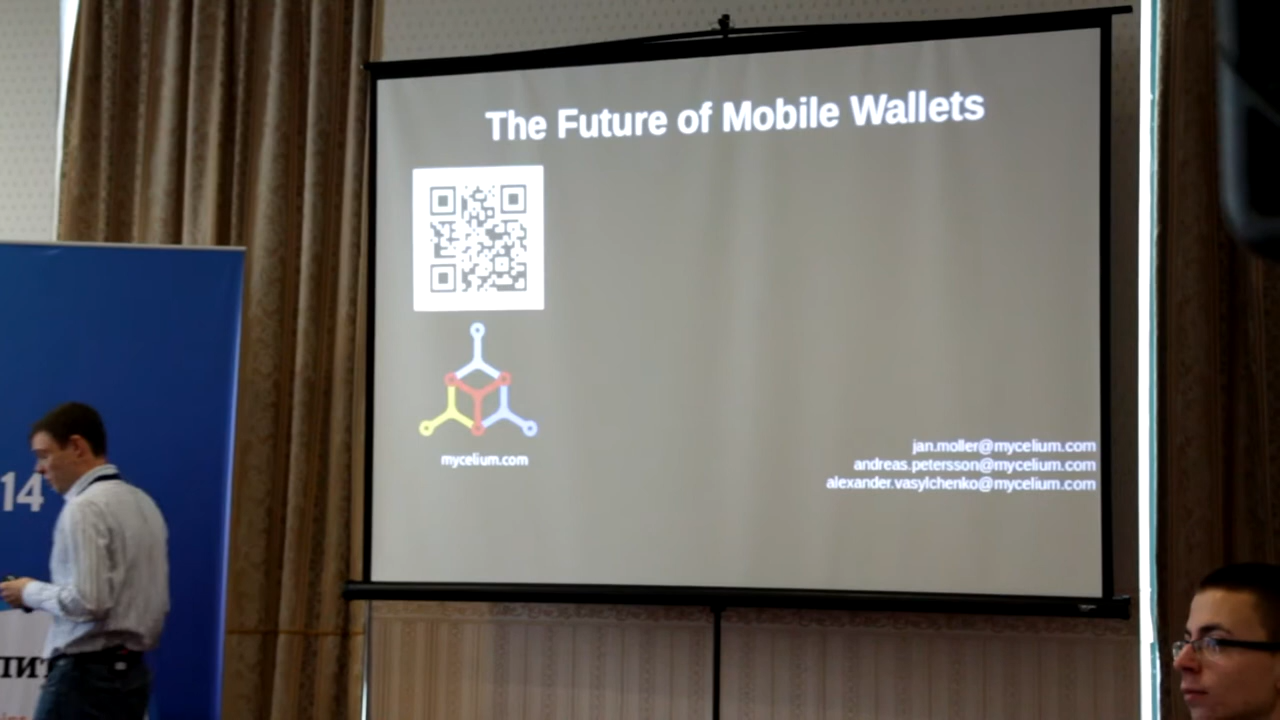 The Future of Mobile Wallets
mycelium.com
jan.moller@mycelium.com
andreas.petersson@mycelium.com
alexander.vasylchenko@mycelium.com
14